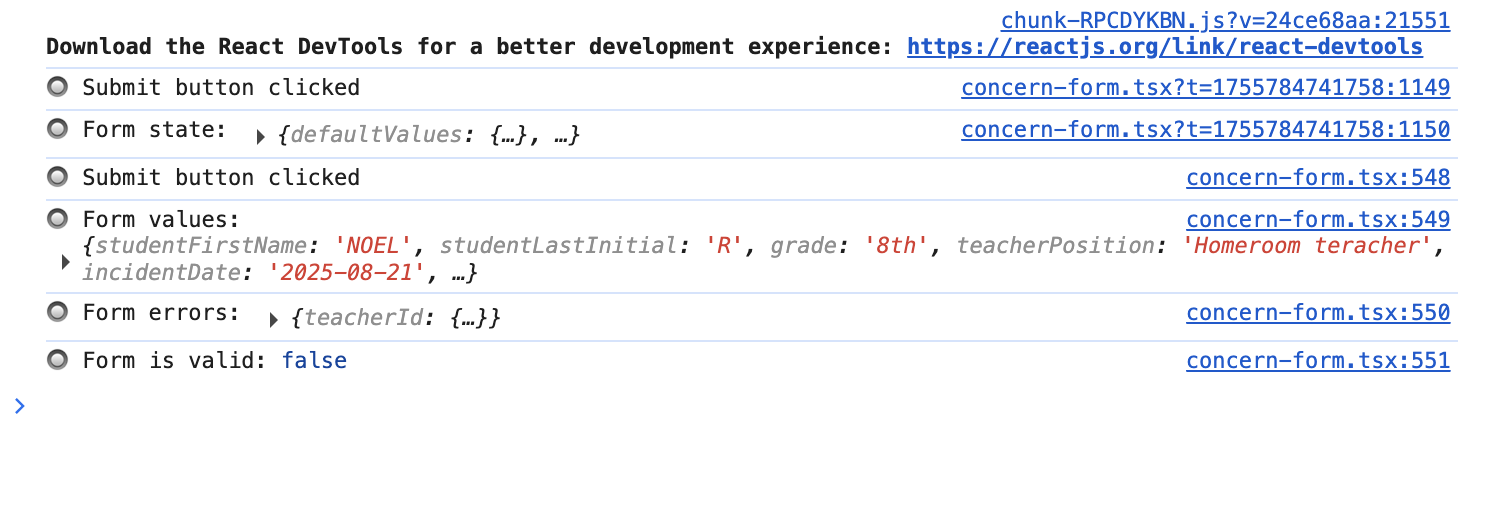 chunk-RPCDYKBN.js?v=24ce68aa:21551
Download the React DevTools for a better development experience: https://reactjs.org/link/react-devtools
Submit button clicked concern-form.tsx?t=1755784741758:1149
Form state: {defaultValues: {…}, …} concern-form.tsx?t=1755784741758:1150
Submit button clicked concern-form.tsx:548
Form values: concern-form.tsx:549
{studentFirstName: 'NOEL', studentLastInitial: 'R', grade: '8th', teacherPosition: 'Homeroom teracher',
incidentDate: '2025-08-21', …}
Form errors: {teacherId: {…}} concern-form.tsx:550
Form is valid: false concern-form.tsx:551